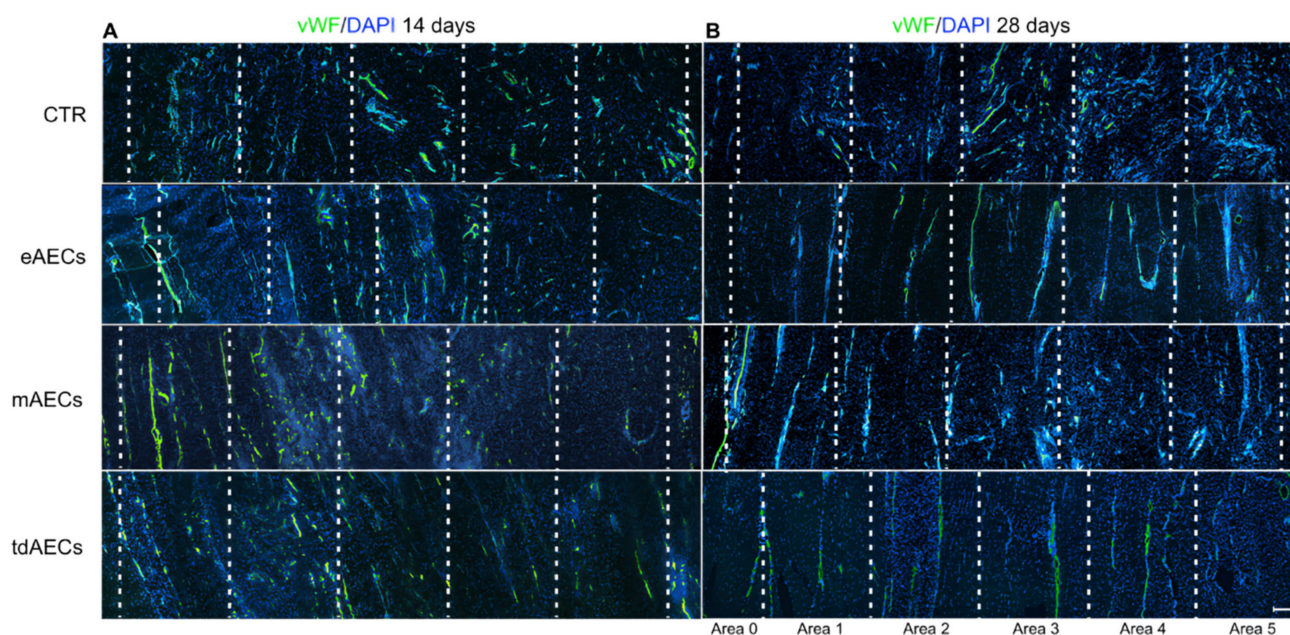 A vWF/DAPI 14 days
B vWF/DAPI 28 days
CTR
eAECs
mAECs
tdAECs
Area 0 Area 1 Area 2 Area 3 Area 4 Area 5